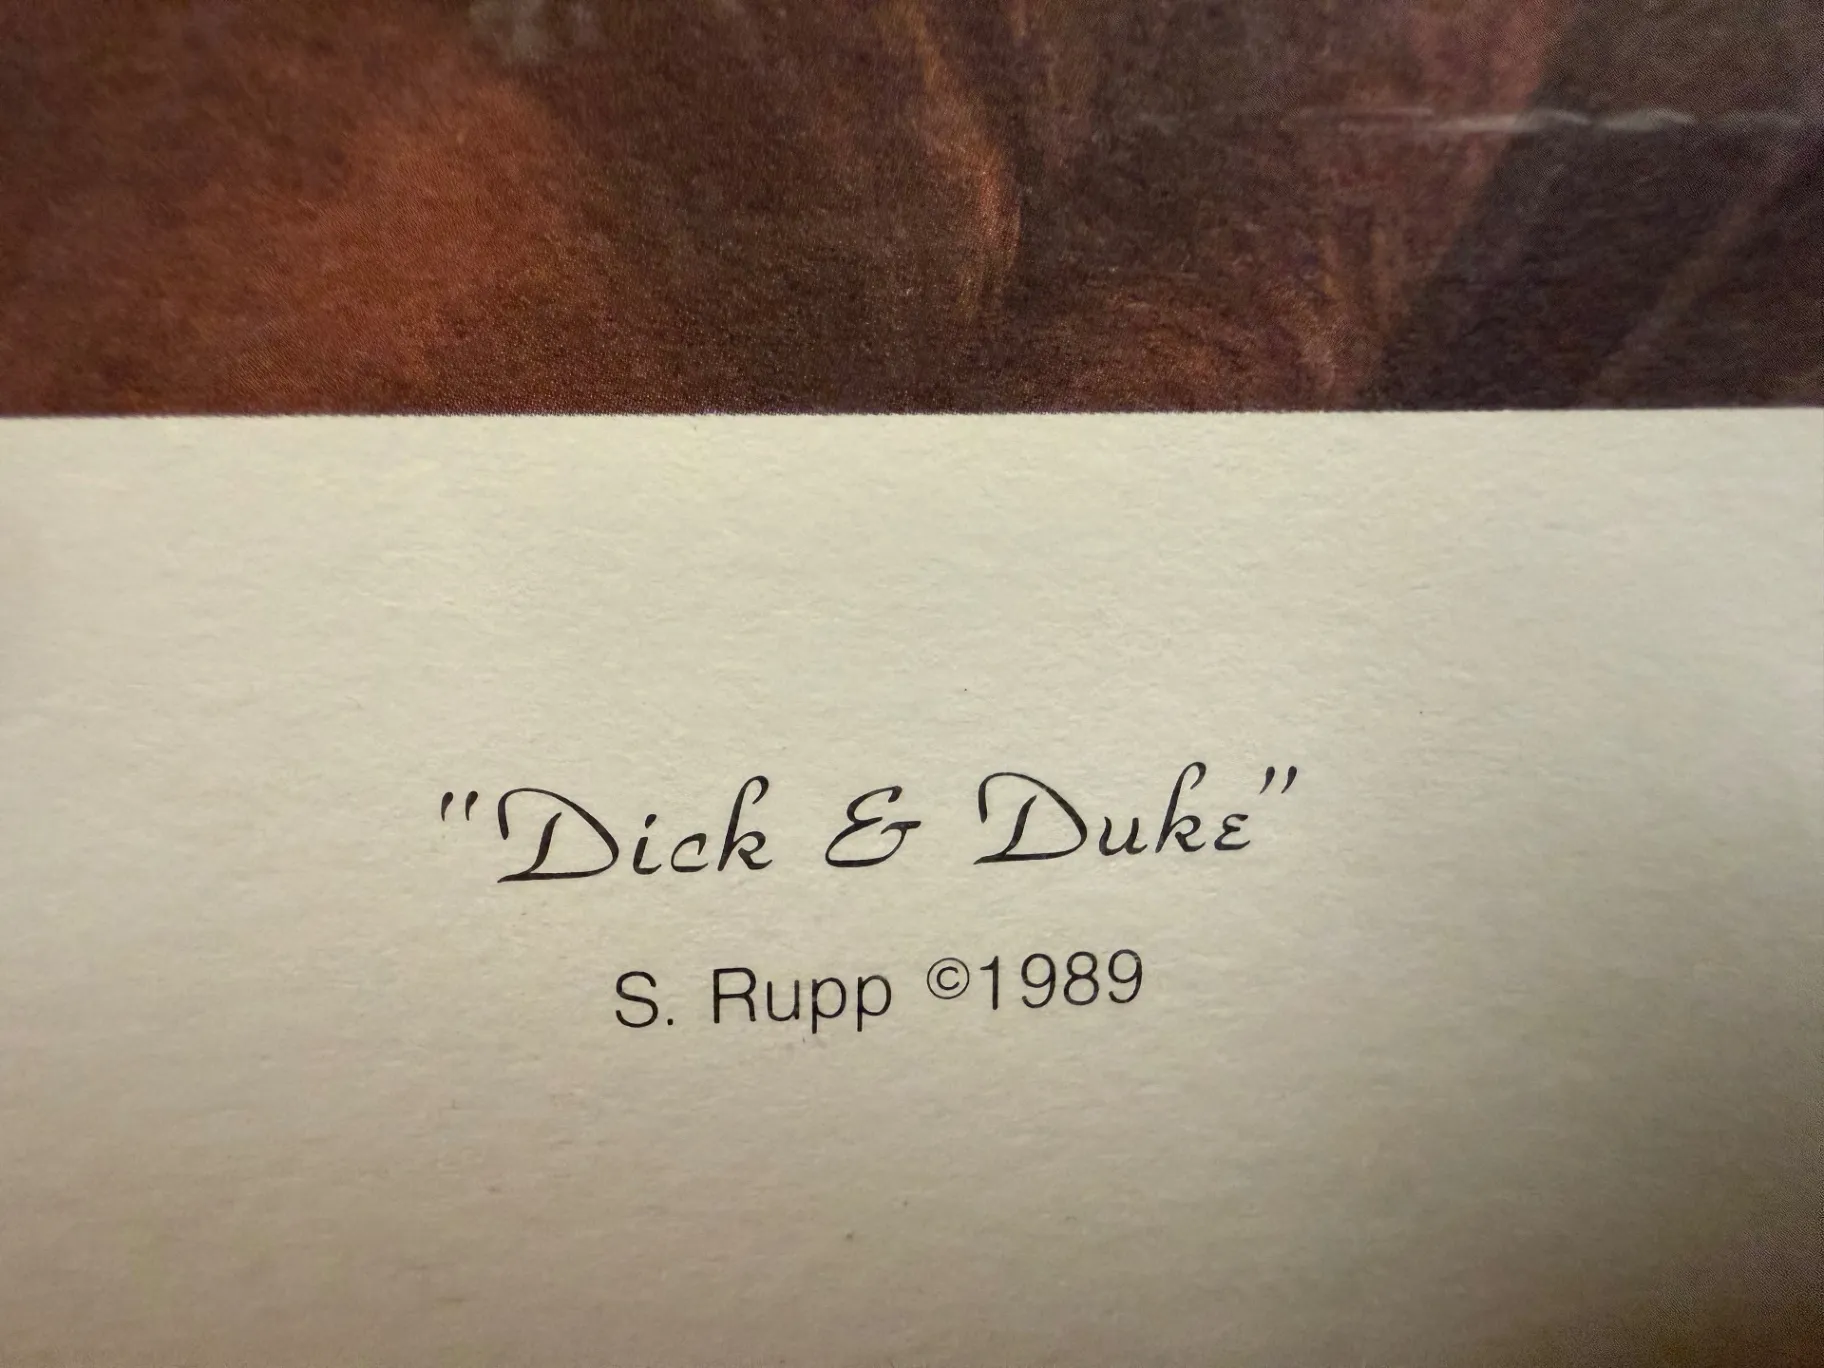 "Dick & Duke"
S. Rupp ©1989